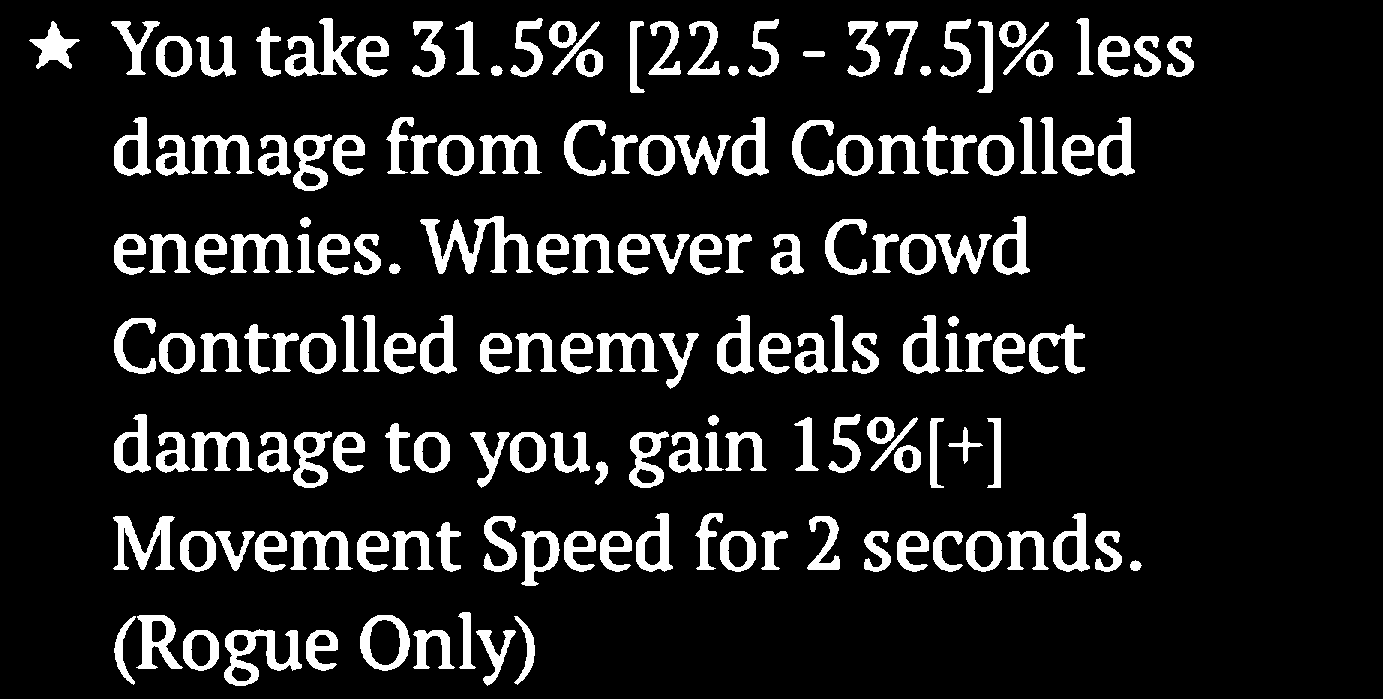 ★ You take 31.5% [22.5 - 37.5]% less
damage from Crowd Controlled
enemies. Whenever a Crowd
Controlled enemy deals direct
damage to you, gain 15%[+]
Movement Speed for 2 seconds.
(Rogue Only)